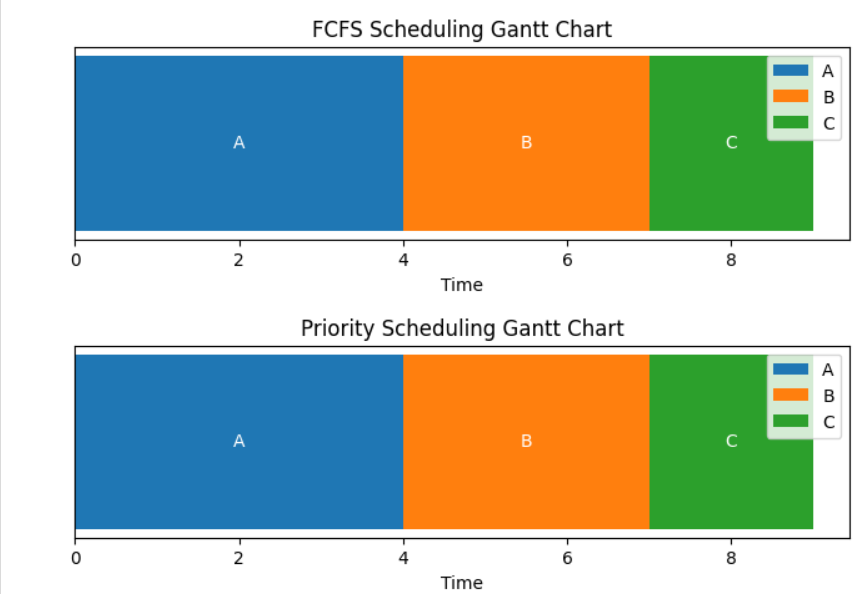 FCFS Scheduling Gantt Chart
A
B
C
A B C
0 2 4 6 8
Time
Priority Scheduling Gantt Chart
A
B
C
A B C
0 2 4 6 8
Time